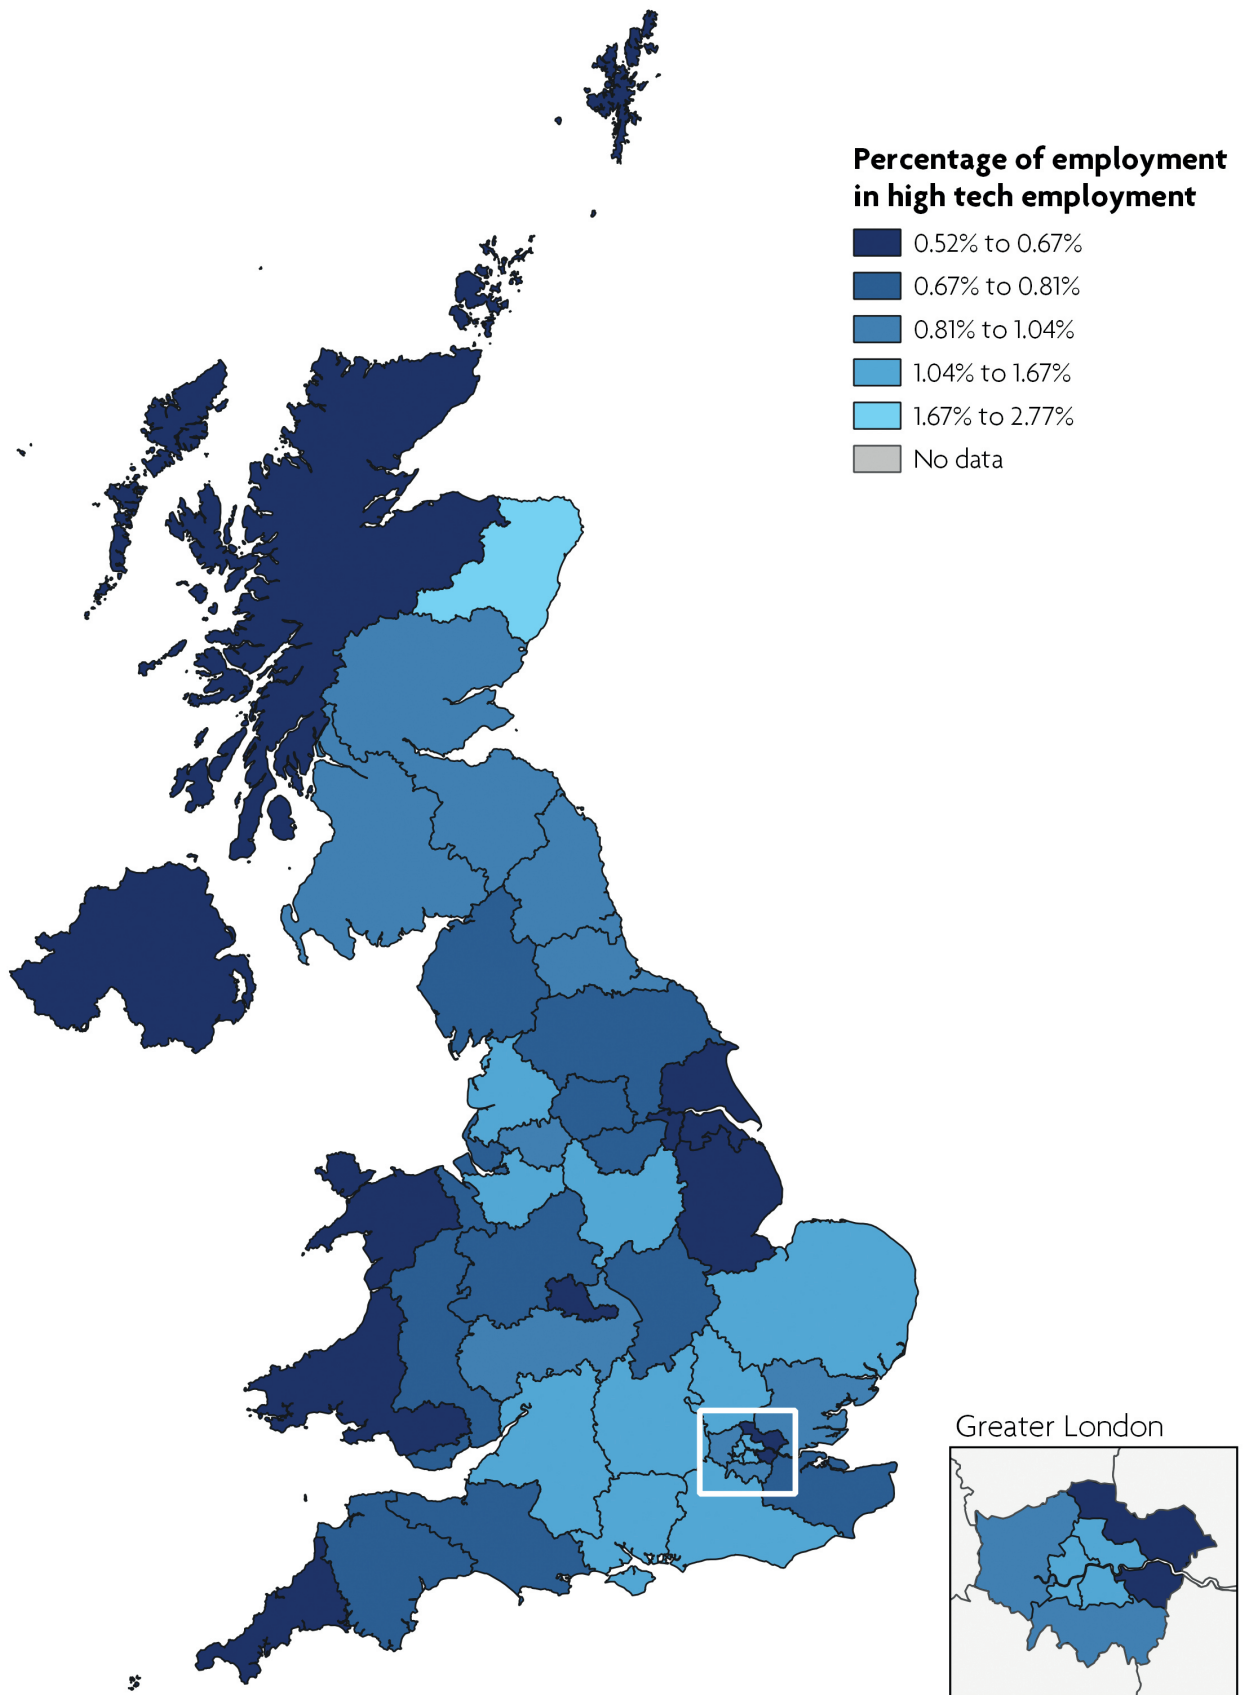 Percentage of employment
in high tech employment
0.52% to 0.67%
0.67% to 0.81%
0.81% to 1.04%
1.04% to 1.67%
1.67% to 2.77%
No data
Greater London